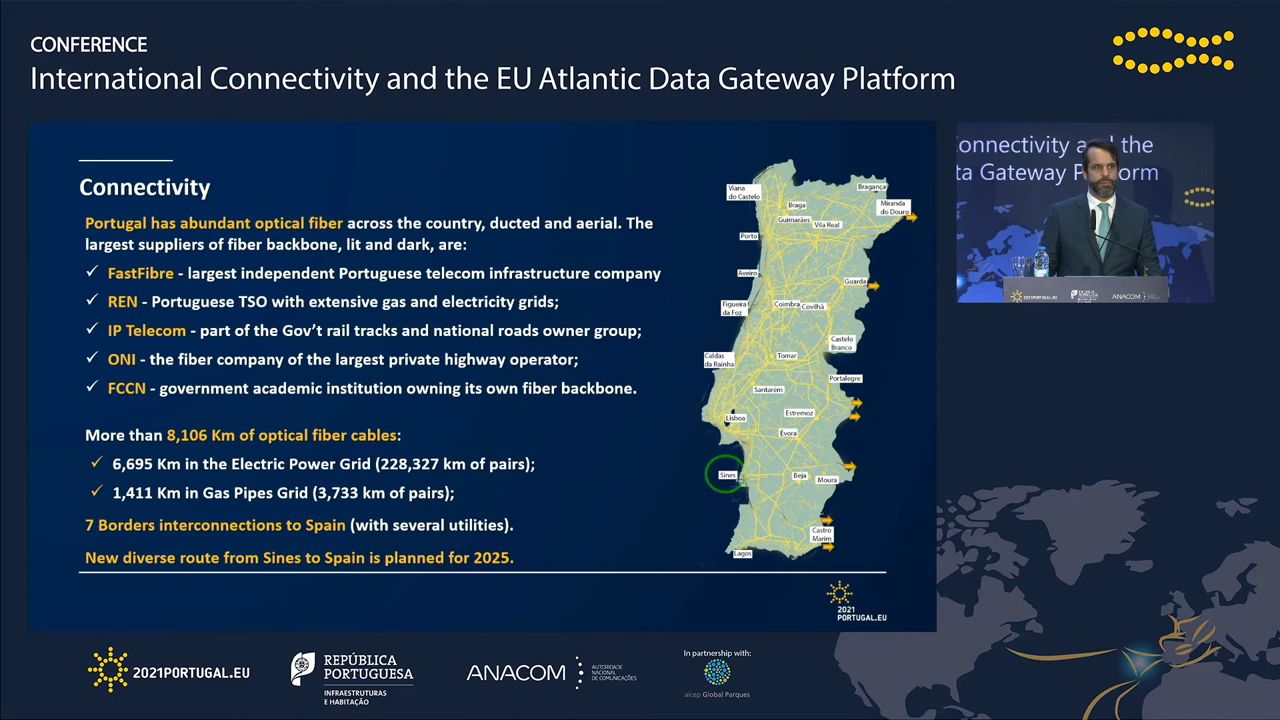 CONFERENCE
International Connectivity and the EU Atlantic Data Gateway Platform
Connectivity
Portugal has abundant optical fiber across the country, ducted and aerial. The
largest suppliers of fiber backbone, lit and dark, are:
✓ FastFibre - largest independent Portuguese telecom infrastructure company
✓ REN - Portuguese TSO with extensive gas and electricity grids;
✓ IP Telecom - part of the Gov’t rail tracks and national roads owner group;
✓ ONI - the fiber company of the largest private highway operator;
✓ FCCN - government academic institution owning its own fiber backbone.
More than 8,106 Km of optical fiber cables:
✓ 6,695 Km in the Electric Power Grid (228,327 km of pairs);
✓ 1,411 Km in Gas Pipes Grid (3,733 km of pairs);
7 Borders interconnections to Spain (with several utilities).
New diverse route from Sines to Spain is planned for 2025.
Viana
do Castelo
Bragança
Braga
Miranda
do Douro
Guimarães
Vila Real
Porto
Aveiro
Guarda
Figueira
da Foz
Coimbra
Covilhã
Castelo
Branco
Caldas
da Rainha
Tomar
Portalegre
Santarém
Estremoz
Lisboa
Évora
Sines
Beja
Moura
Castro
Marim
Lagos
2021
PORTUGAL.EU
onnectivity and the
ta Gateway Platform
2021PORTUGAL.EU
ANACOM
2021PORTUGAL.EU
REPÚBLICA
PORTUGUESA
INFRAESTRUTURAS
E HABITAÇÃO
ANACOM
AUTORIDADE
NACIONAL
DE COMUNICAÇÕES
In partnership with:
aicep Global Parques